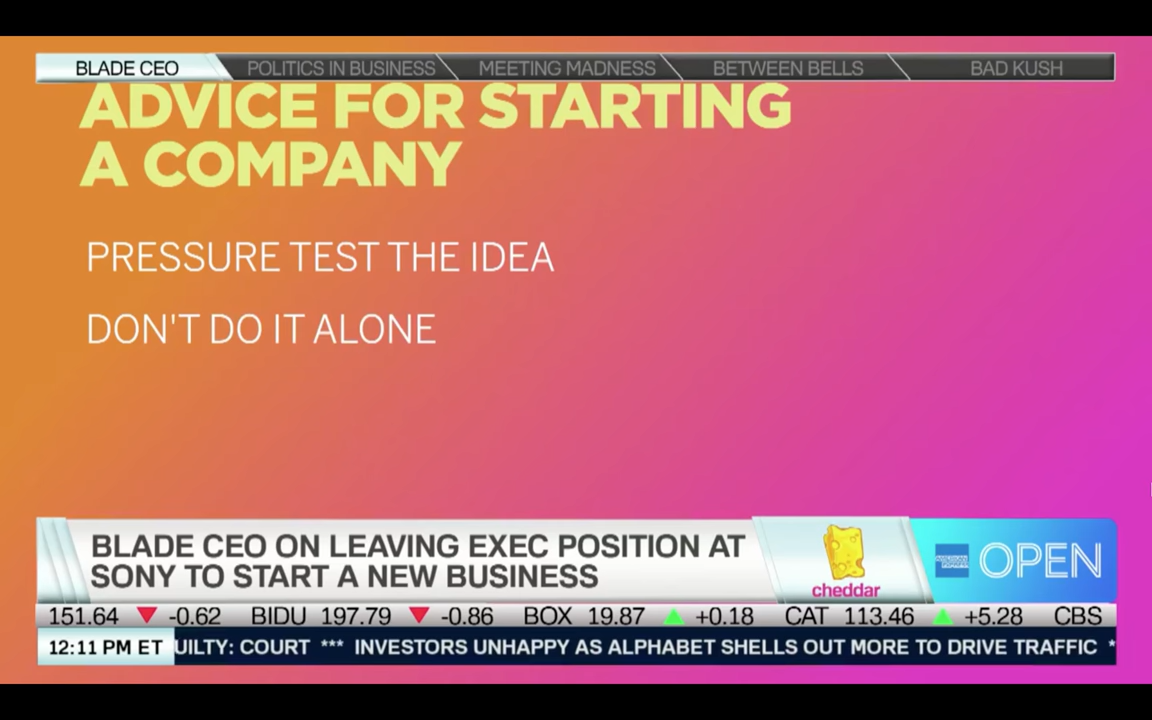 BLADE CEO POLITICS IN BUSINESS MEETING MADNESS BETWEEN BELLS BAD KUSH
ADVICE FOR STARTING
A COMPANY
PRESSURE TEST THE IDEA
DON'T DO IT ALONE
BLADE CEO ON LEAVING EXEC POSITION AT
SONY TO START A NEW BUSINESS
cheddar
AMERICAN EXPRESS OPEN
151.64 ▼ -0.62 BIDU 197.79 ▼ -0.86 BOX 19.87 ▲ +0.18 CAT 113.46 ▲ +5.28 CBS
12:11 PM ET UILTY: COURT *** INVESTORS UNHAPPY AS ALPHABET SHELLS OUT MORE TO DRIVE TRAFFIC *